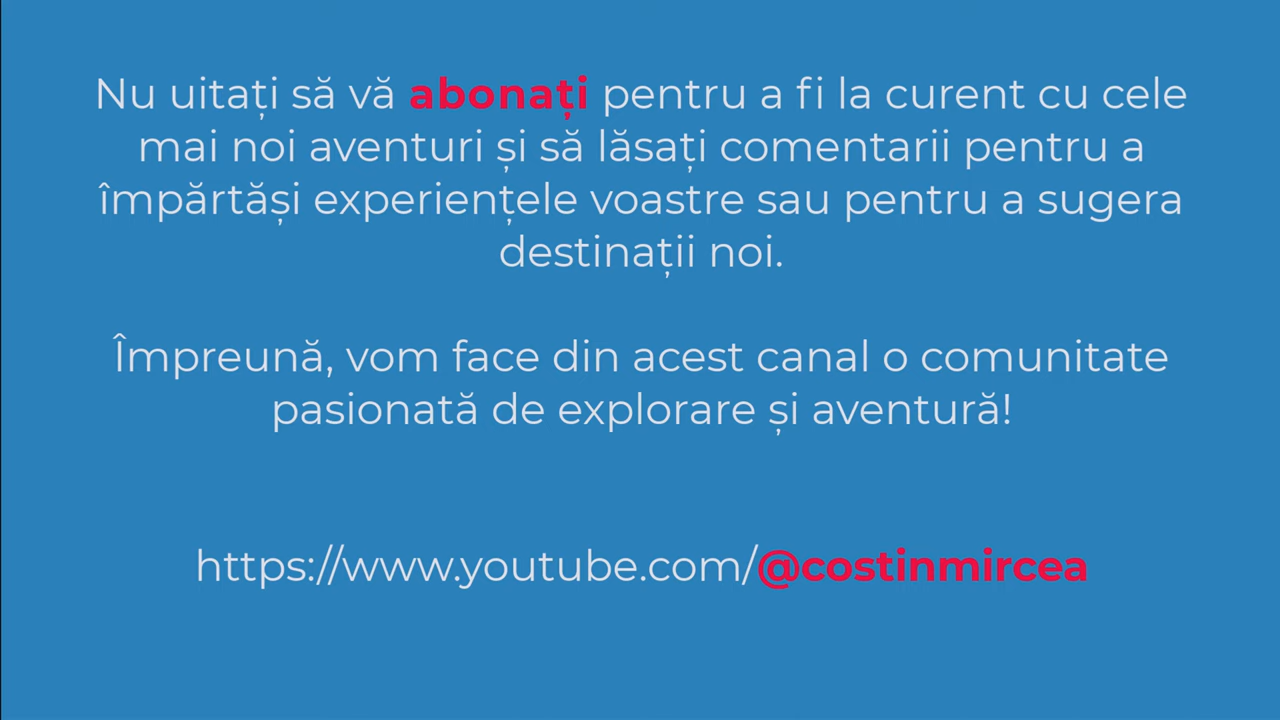 Nu uitați să vă abonați pentru a fi la curent cu cele
mai noi aventuri și să lăsați comentarii pentru a
împărtăși experiențele voastre sau pentru a sugera
destinații noi.
Împreună, vom face din acest canal o comunitate
pasionată de explorare și aventură!
https://www.youtube.com/@costinmircea